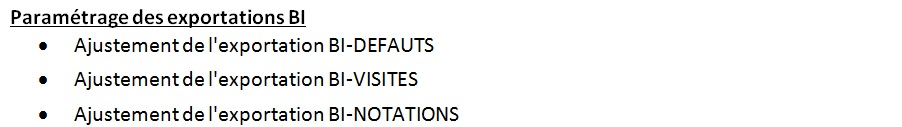 Paramétrage des exportations BI
• Ajustement de l'exportation BI-DEFAUTS
• Ajustement de l'exportation BI-VISITES
• Ajustement de l'exportation BI-NOTATIONS